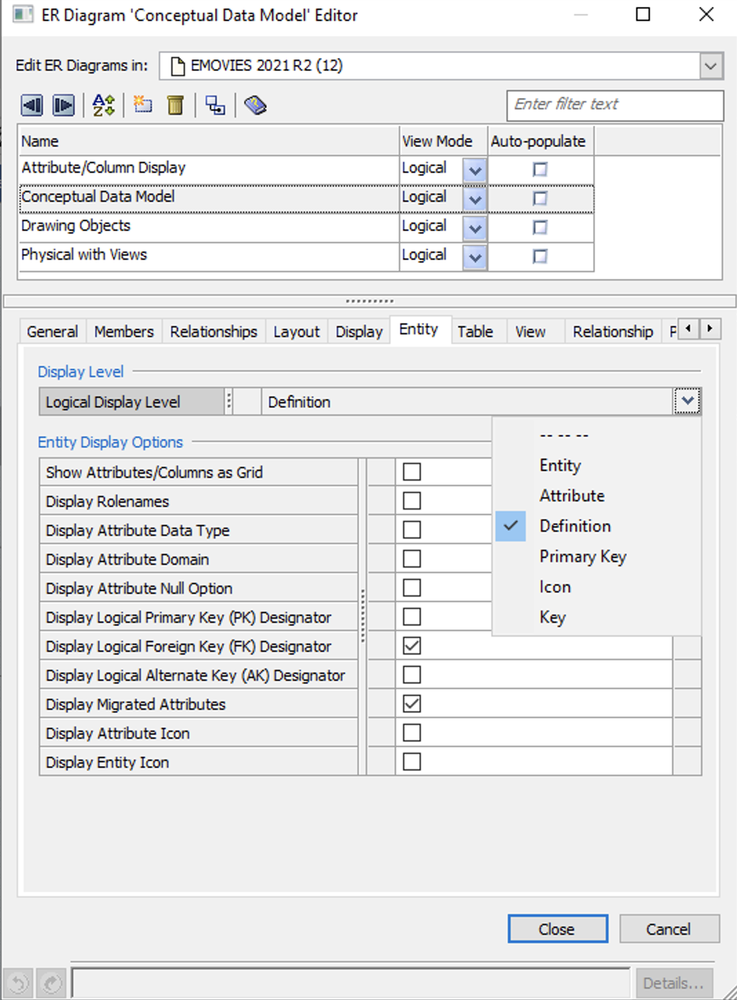 ER Diagram 'Conceptual Data Model' Editor
Edit ER Diagrams in: EMOVIES 2021 R2 (12)
Enter filter text
Name View Mode Auto-populate
Attribute/Column Display Logical
Conceptual Data Model Logical
Drawing Objects Logical
Physical with Views Logical
General Members Relationships Layout Display Entity Table View Relationship
Display Level
Logical Display Level Definition
-- -- --
Entity
Attribute
Definition
Primary Key
Icon
Key
Entity Display Options
Show Attributes/Columns as Grid
Display Rolenames
Display Attribute Data Type
Display Attribute Domain
Display Attribute Null Option
Display Logical Primary Key (PK) Designator
Display Logical Foreign Key (FK) Designator
Display Logical Alternate Key (AK) Designator
Display Migrated Attributes
Display Attribute Icon
Display Entity Icon
Close Cancel
Details...